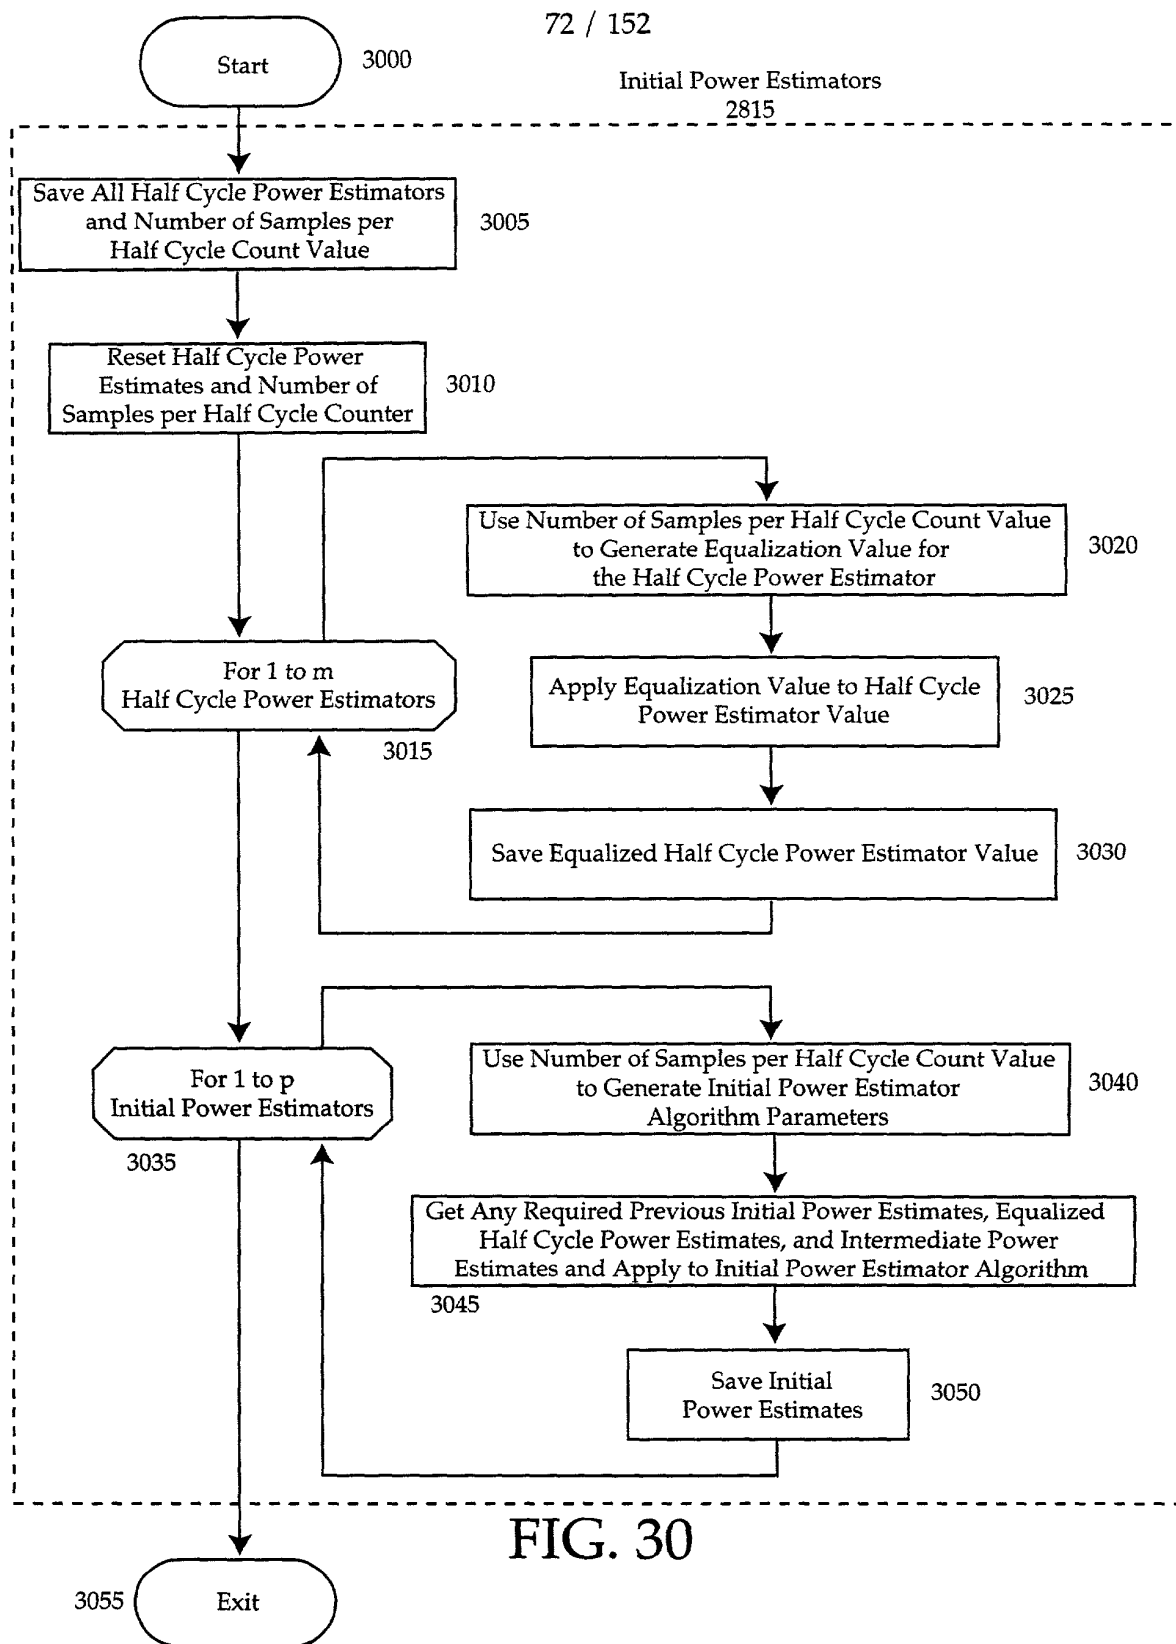 72 / 152
Start
3000
Initial Power Estimators
2815
Save All Half Cycle Power Estimators
and Number of Samples per
Half Cycle Count Value
3005
Reset Half Cycle Power
Estimates and Number of
Samples per Half Cycle Counter
3010
Use Number of Samples per Half Cycle Count Value
to Generate Equalization Value for
the Half Cycle Power Estimator
3020
For 1 to m
Half Cycle Power Estimators
3015
Apply Equalization Value to Half Cycle
Power Estimator Value
3025
Save Equalized Half Cycle Power Estimator Value
3030
For 1 to p
Initial Power Estimators
3035
Use Number of Samples per Half Cycle Count Value
to Generate Initial Power Estimator
Algorithm Parameters
3040
Get Any Required Previous Initial Power Estimates, Equalized
Half Cycle Power Estimates, and Intermediate Power
Estimates and Apply to Initial Power Estimator Algorithm
3045
Save Initial
Power Estimates
3050
FIG. 30
3055
Exit